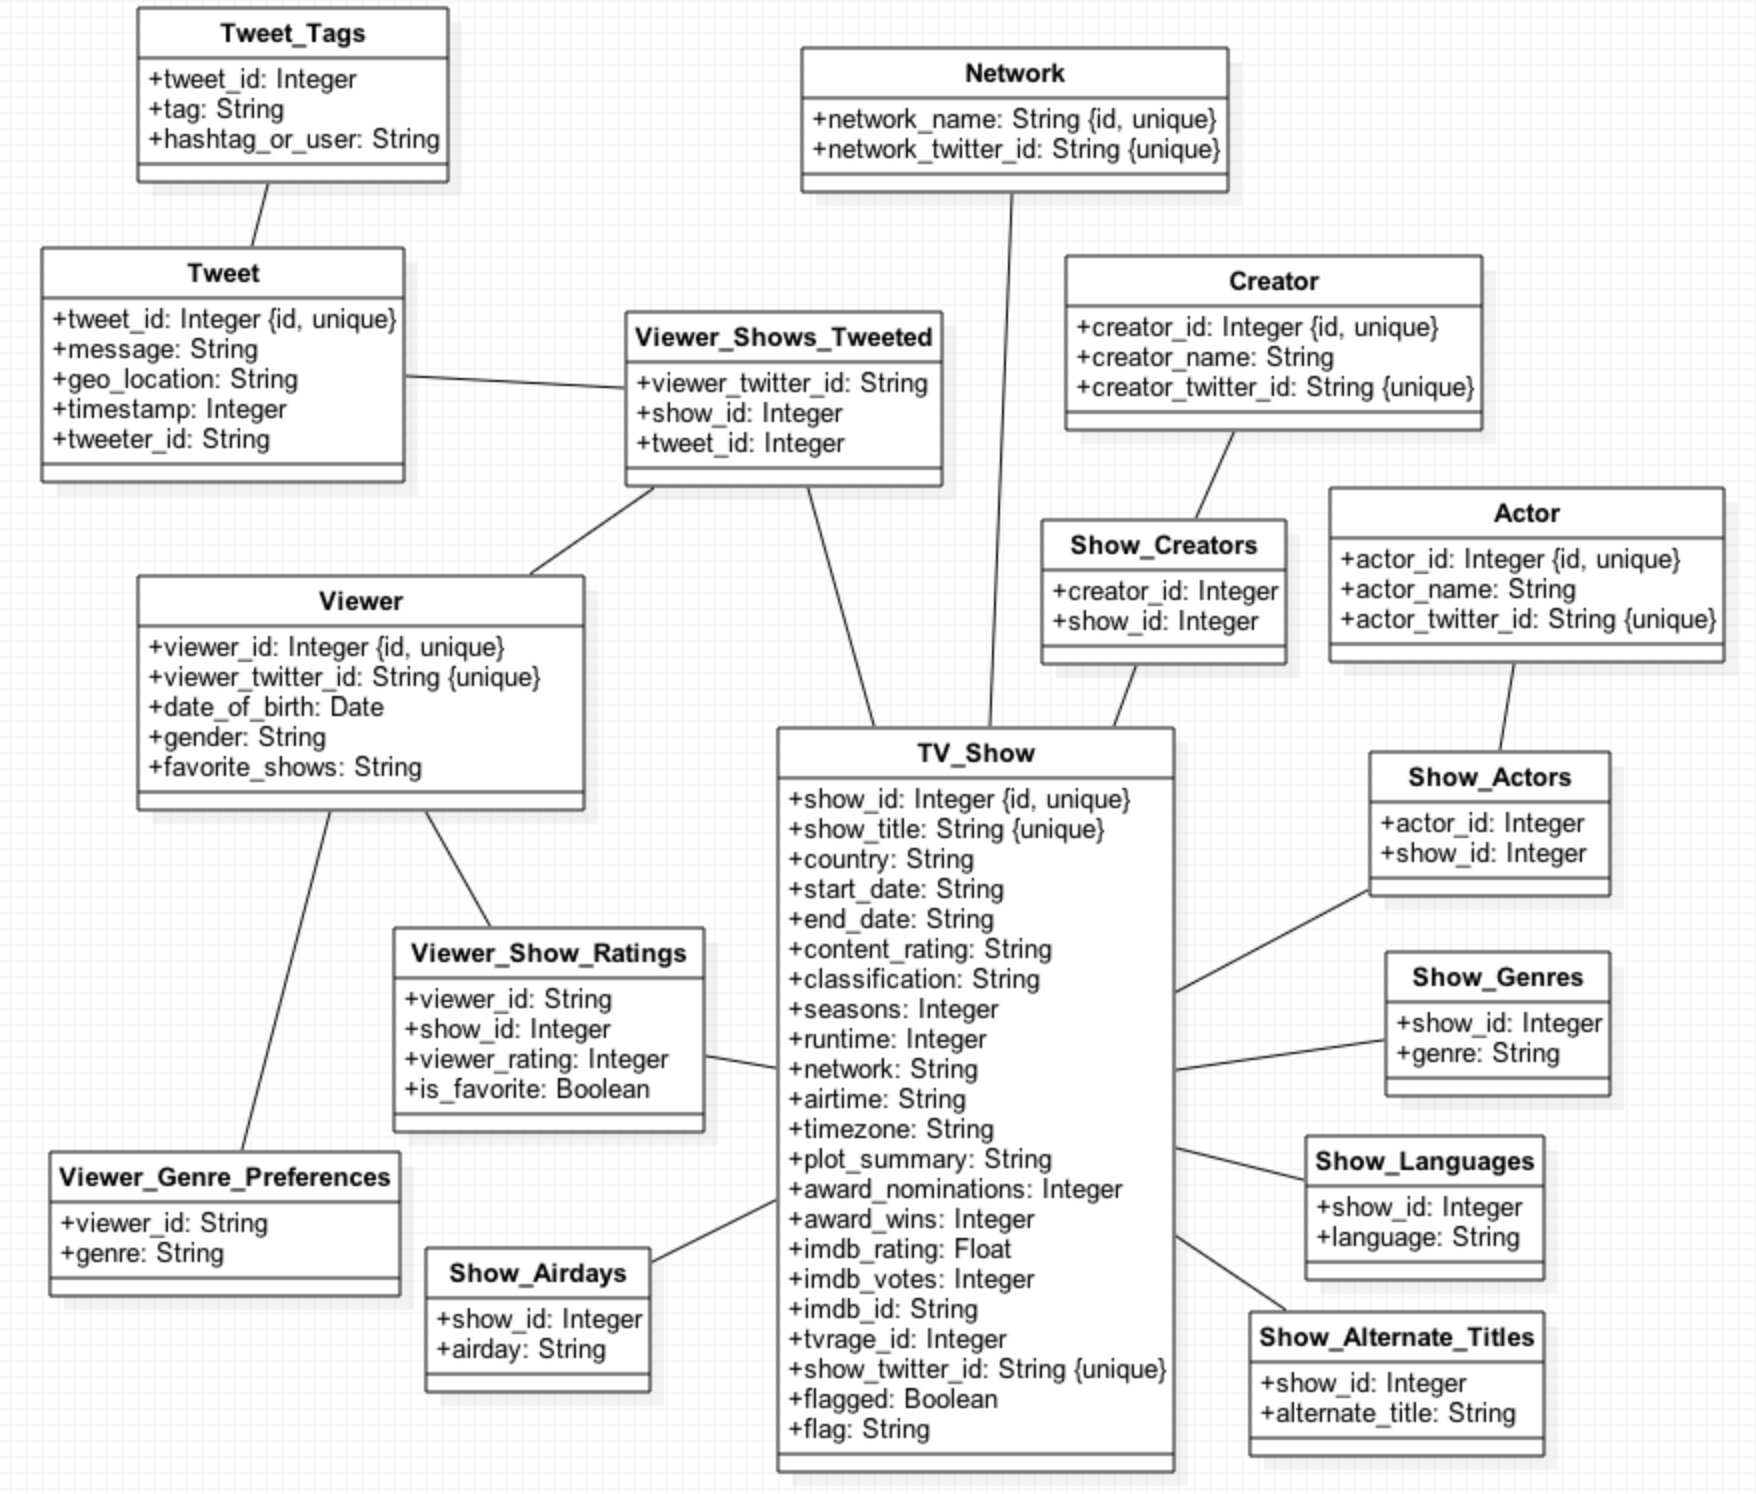 Tweet_Tags
+tweet_id: Integer
+tag: String
+hashtag_or_user: String
Network
+network_name: String {id, unique}
+network_twitter_id: String {unique}
Tweet
+tweet_id: Integer {id, unique}
+message: String
+geo_location: String
+timestamp: Integer
+tweeter_id: String
Viewer_Shows_Tweeted
+viewer_twitter_id: String
+show_id: Integer
+tweet_id: Integer
Creator
+creator_id: Integer {id, unique}
+creator_name: String
+creator_twitter_id: String {unique}
Show_Creators
+creator_id: Integer
+show_id: Integer
Actor
+actor_id: Integer {id, unique}
+actor_name: String
+actor_twitter_id: String {unique}
Viewer
+viewer_id: Integer {id, unique}
+viewer_twitter_id: String {unique}
+date_of_birth: Date
+gender: String
+favorite_shows: String
TV_Show
+show_id: Integer {id, unique}
+show_title: String {unique}
+country: String
+start_date: String
+end_date: String
+content_rating: String
+classification: String
+seasons: Integer
+runtime: Integer
+network: String
+airtime: String
+timezone: String
+plot_summary: String
+award_nominations: Integer
+award_wins: Integer
+imdb_rating: Float
+imdb_votes: Integer
+imdb_id: String
+tvrage_id: Integer
+show_twitter_id: String {unique}
+flagged: Boolean
+flag: String
Show_Actors
+actor_id: Integer
+show_id: Integer
Viewer_Show_Ratings
+viewer_id: String
+show_id: Integer
+viewer_rating: Integer
+is_favorite: Boolean
Show_Genres
+show_id: Integer
+genre: String
Viewer_Genre_Preferences
+viewer_id: String
+genre: String
Show_Languages
+show_id: Integer
+language: String
Show_Airdays
+show_id: Integer
+airday: String
Show_Alternate_Titles
+show_id: Integer
+alternate_title: String